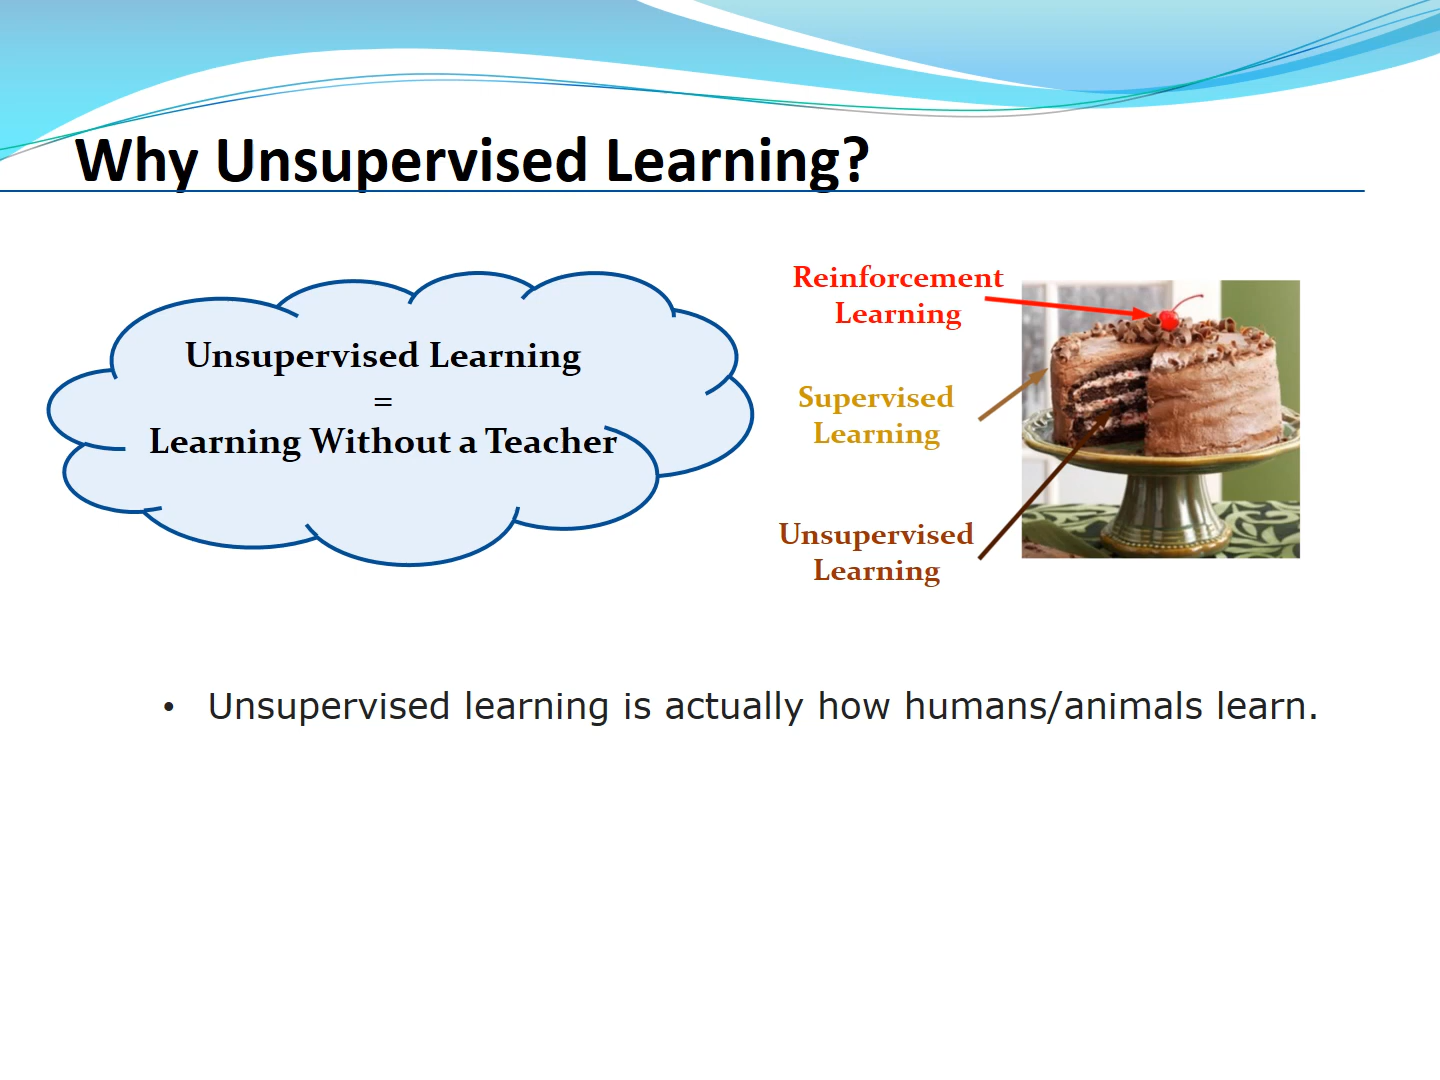 Why Unsupervised Learning?
Unsupervised Learning
=
Learning Without a Teacher
Reinforcement
Learning
Supervised
Learning
Unsupervised
Learning
• Unsupervised learning is actually how humans/animals learn.